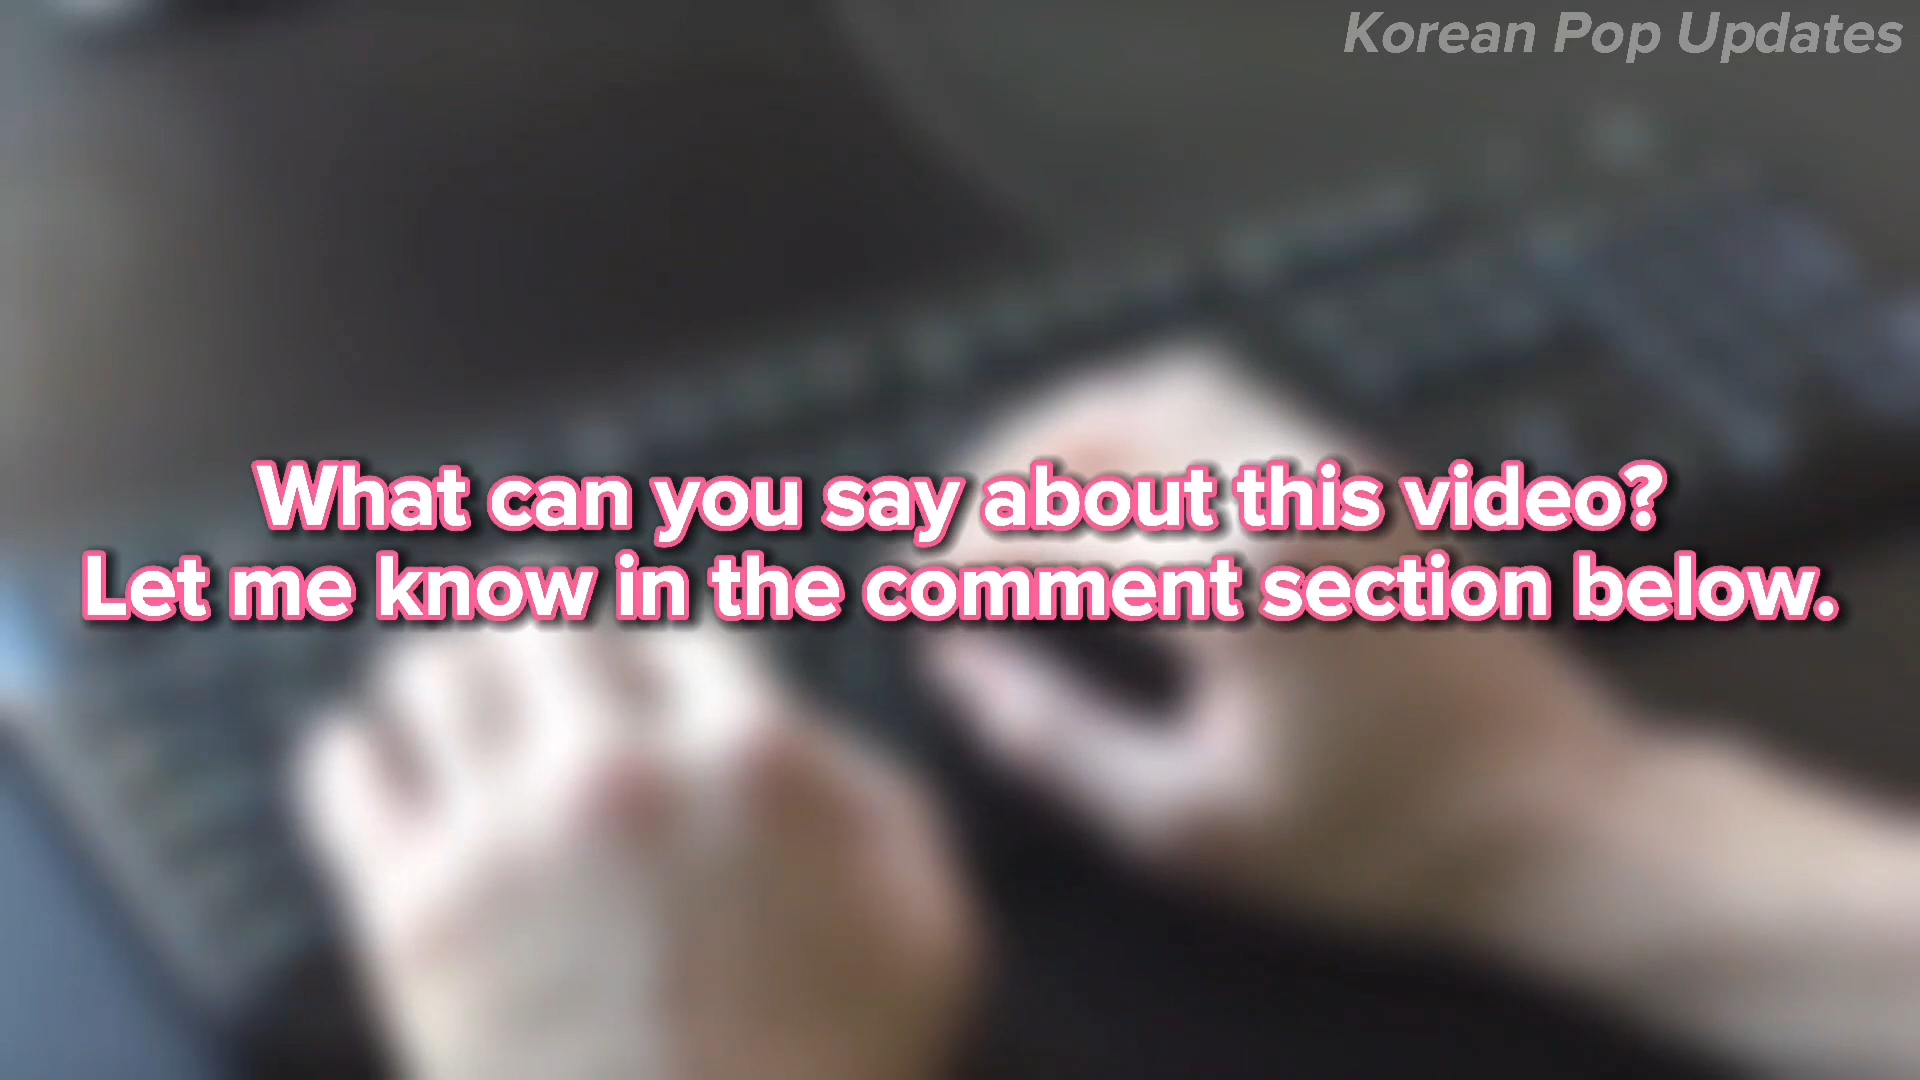 Korean Pop Updates
What can you say about this video?
Let me know in the comment section below.